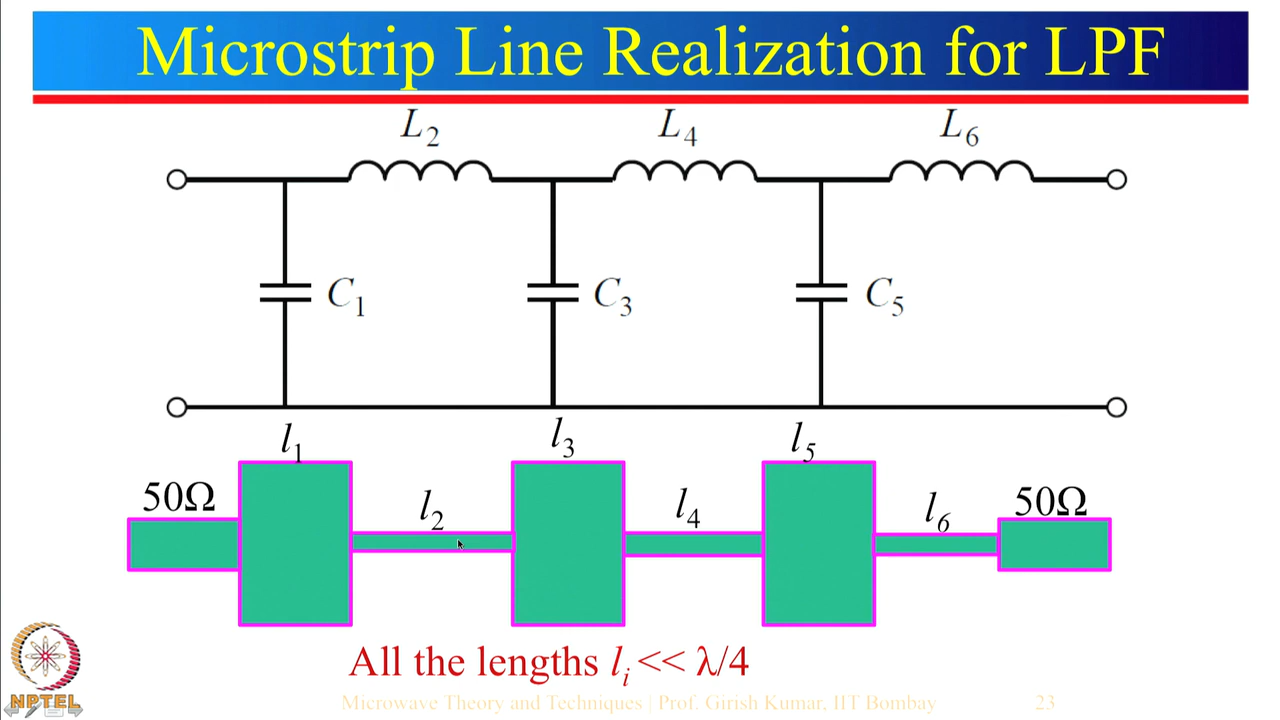 Microstrip Line Realization for LPF
L2 L4 L6
C1 C3 C5
l1 l3 l5
50Ω l2 l4 l6 50Ω
All the lengths li << λ/4
NPTEL
Microwave Theory and Techniques | Prof. Girish Kumar, IIT Bombay 23